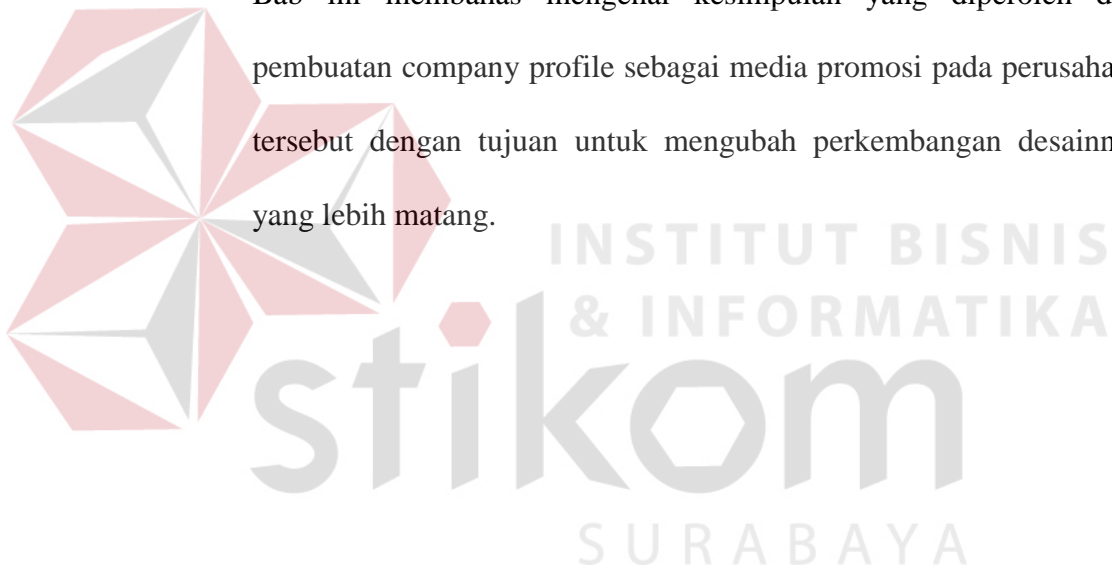 Bab ini membahas mengenai kesimpulan yang diperoleh d
pembuatan company profile sebagai media promosi pada perusaha
tersebut dengan tujuan untuk mengubah perkembangan desainn
yang lebih matang.
INSTITUT BISNIS
& INFORMATIKA
stikom
SURABAYA